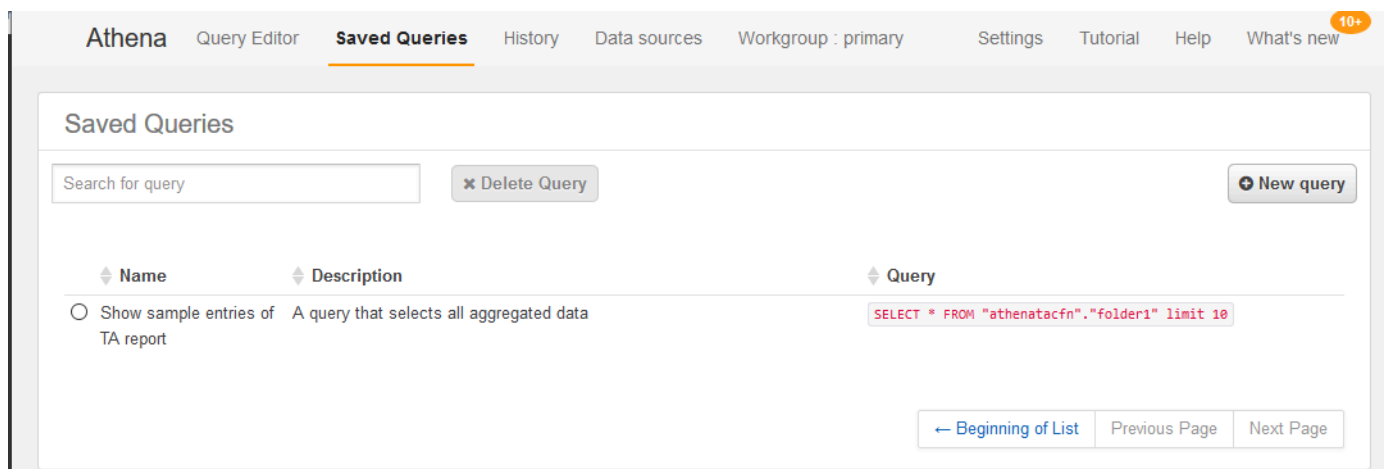 10+
Athena Query Editor Saved Queries History Data sources Workgroup : primary Settings Tutorial Help What's new
Saved Queries
Search for query
Delete Query
New query
Name Description Query
Show sample entries of A query that selects all aggregated data SELECT * FROM "athenatacfn"."folder1" limit 10
TA report
← Beginning of List Previous Page Next Page